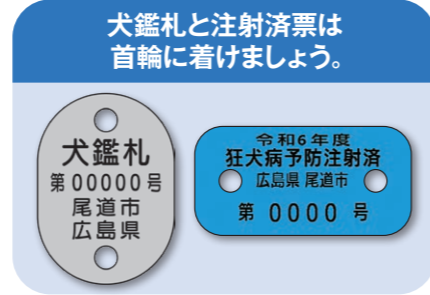 犬鑑札と注射済票は
首輪に着けましょう。
犬鑑札
第00000号
尾道市
広島県
令和6年度
狂犬病予防注射済
広島県 尾道市
第 0000 号